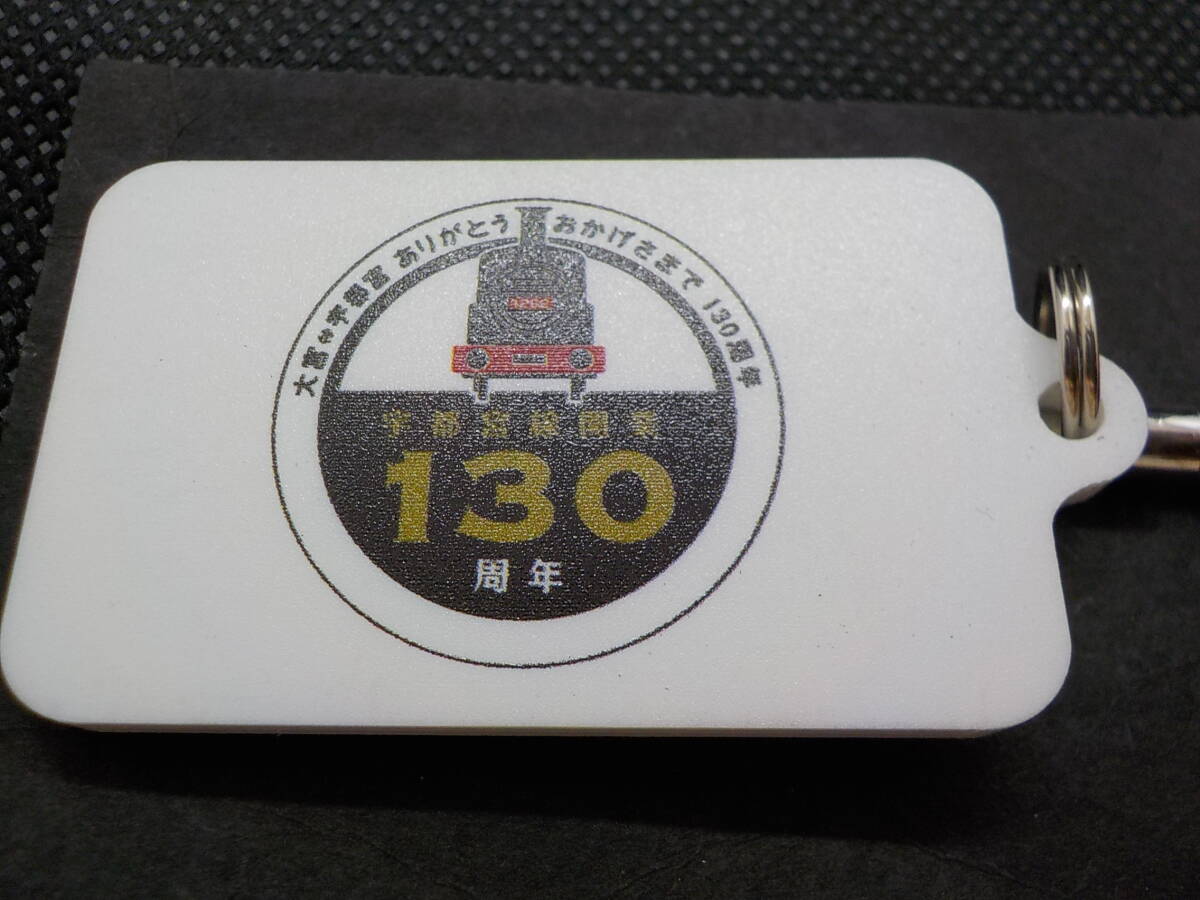 大宮⇔宇都宮 ありがとう おかげさまで 130周年
宇都宮線開業
130
周年